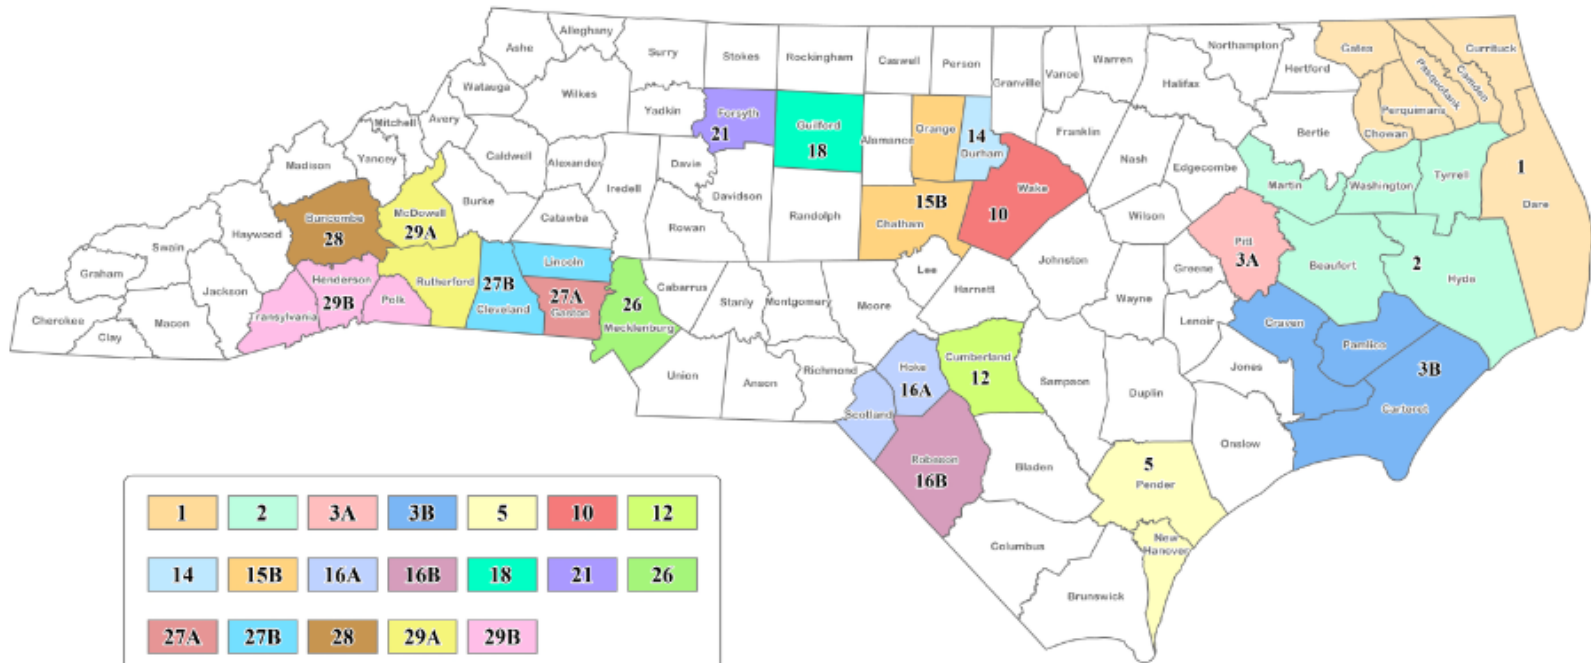 Alleghany
Ashe
Surry
Stokes
Rockingham
Caswell
Person
Granville
Vance
Warren
Northampton
Gates
Currituck
Hertford
Camden
Pasquotank
Perquimans
Chowan
Watauga
Wilkes
Yadkin
Forsyth
21
Guilford
18
Alamance
Orange
14
Durham
Franklin
Halifax
Bertie
Mitchell
Avery
Yancey
Madison
Caldwell
Alexander
Davie
Iredell
Davidson
Randolph
Wake
10
Nash
Edgecombe
Martin
Washington
Tyrrell
1
Dare
Buncombe
28
McDowell
29A
Burke
Catawba
Rowan
15B
Chatham
Wilson
Pitt
3A
Beaufort
2
Hyde
Haywood
Swain
Graham
Jackson
Henderson
29B
Polk
Rutherford
27B
Cleveland
Lincoln
27A
Gaston
26
Mecklenburg
Cabarrus
Stanly
Montgomery
Moore
Lee
Harnett
Johnston
Greene
Wayne
Lenoir
Craven
Pamlico
3B
Carteret
Jones
Cherokee
Clay
Macon
Transylvania
Union
Anson
Richmond
Hoke
16A
Scotland
Cumberland
12
Sampson
Duplin
Onslow
Robeson
16B
Bladen
5
Pender
New
Hanover
Columbus
Brunswick
1 2 3A 3B 5 10 12
14 15B 16A 16B 18 21 26
27A 27B 28 29A 29B